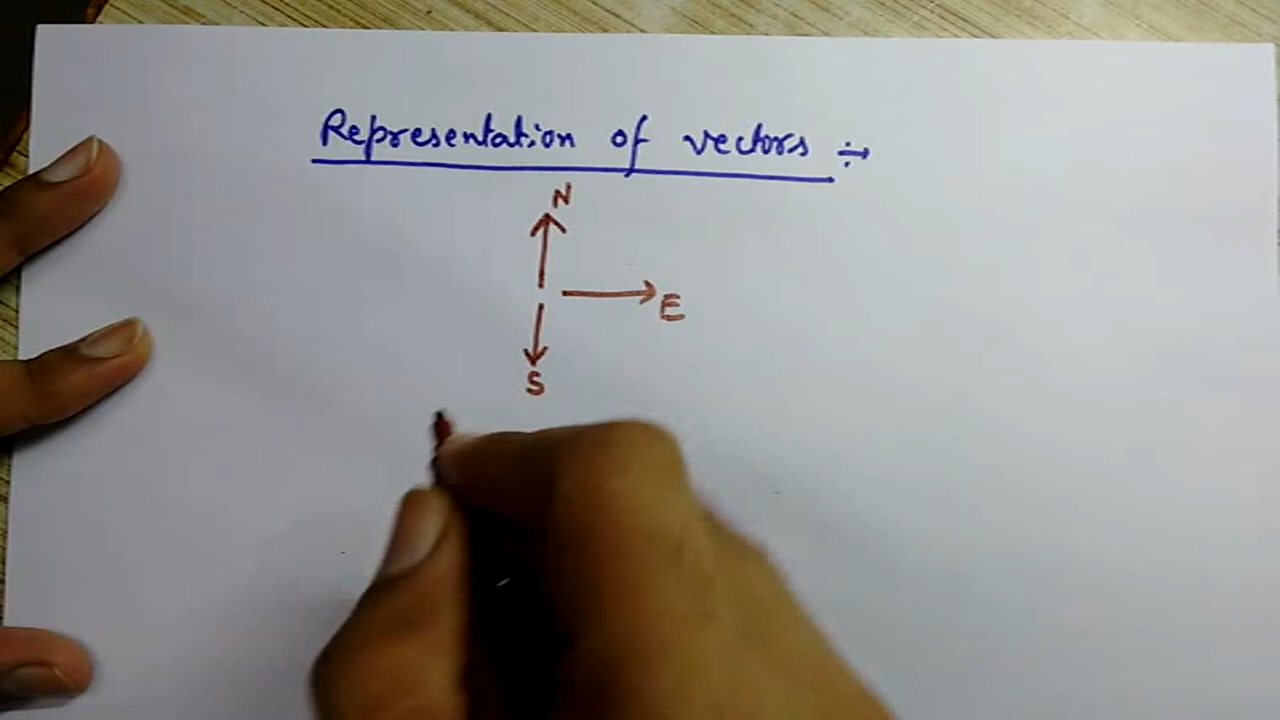 Representation of vectors ÷→
N
E
S